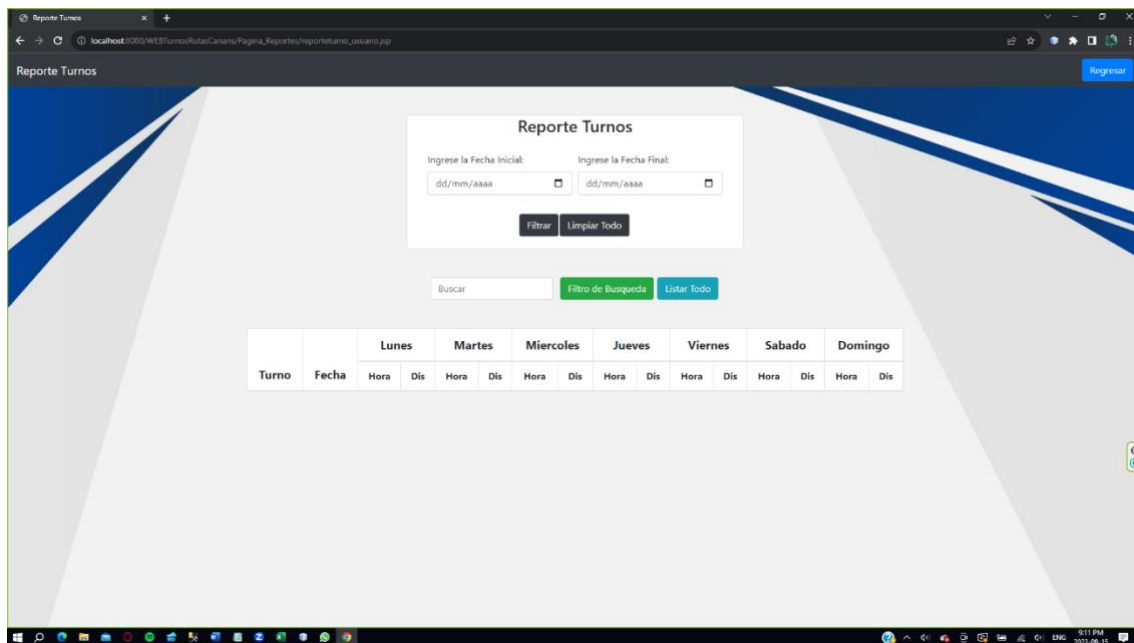 Reporte Turnos
localhost:8080/WEBTurnosRutasCanaris/Pagina_Reportes/reporteturno_usuario.jsp
Reporte Turnos Regresar
Reporte Turnos
Ingrese la Fecha Inicial: Ingrese la Fecha Final:
dd/mm/aaaa dd/mm/aaaa
Filtrar Limpiar Todo
Buscar Filtro de Busqueda Listar Todo
Lunes Martes Miercoles Jueves Viernes Sabado Domingo
Turno Fecha Hora Dis Hora Dis Hora Dis Hora Dis Hora Dis Hora Dis Hora Dis
ENG 9:11 PM
2023-08-15